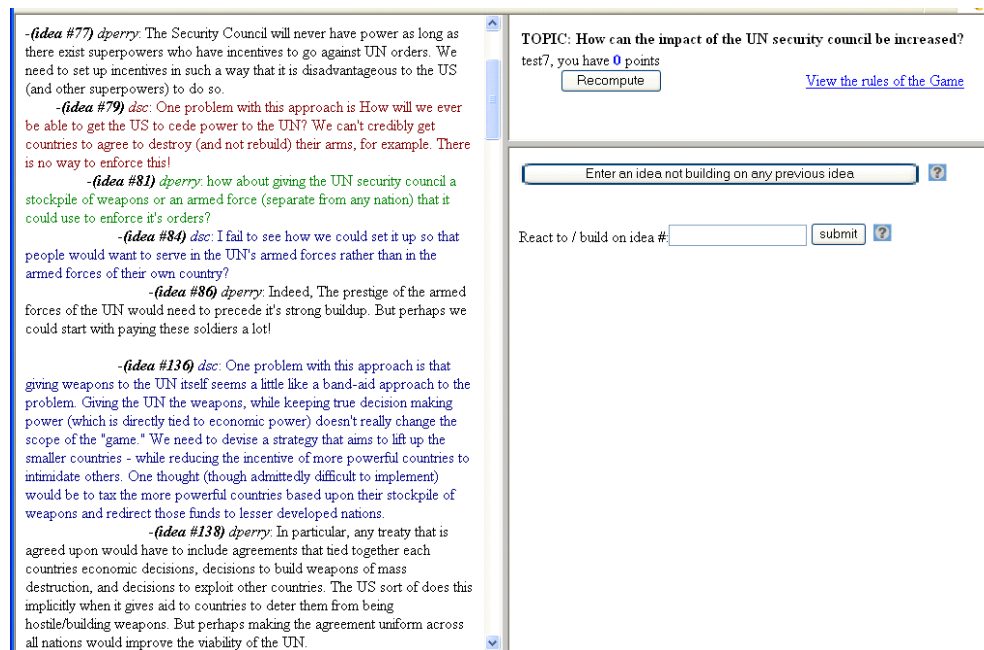 -(idea #77) dperry: The Security Council will never have power as long as
there exist superpowers who have incentives to go against UN orders. We
need to set up incentives in such a way that it is disadvantageous to the US
(and other superpowers) to do so.
-(idea #79) dsc: One problem with this approach is How will we ever
be able to get the US to cede power to the UN? We can't credibly get
countries to agree to destroy (and not rebuild) their arms, for example. There
is no way to enforce this!
-(idea #81) dperry: how about giving the UN security council a
stockpile of weapons or an armed force (separate from any nation) that it
could use to enforce it's orders?
-(idea #84) dsc: I fail to see how we could set it up so that
people would want to serve in the UN's armed forces rather than in the
armed forces of their own country?
-(idea #86) dperry: Indeed, The prestige of the armed
forces of the UN would need to precede it's strong buildup. But perhaps we
could start with paying these soldiers a lot!
-(idea #136) dsc: One problem with this approach is that
giving weapons to the UN itself seems a little like a band-aid approach to the
problem. Giving the UN the weapons, while keeping true decision making
power (which is directly tied to economic power) doesn't really change the
scope of the "game." We need to devise a strategy that aims to lift up the
smaller countries - while reducing the incentive of more powerful countries to
intimidate others. One thought (though admittedly difficult to implement)
would be to tax the more powerful countries based upon their stockpile of
weapons and redirect those funds to lesser developed nations.
-(idea #138) dperry: In particular, any treaty that is
agreed upon would have to include agreements that tied together each
countries economic decisions, decisions to build weapons of mass
destruction, and decisions to exploit other countries. The US sort of does this
implicitly when it gives aid to countries to deter them from being
hostile/building weapons. But perhaps making the agreement uniform across
all nations would improve the viability of the UN.
TOPIC: How can the impact of the UN security council be increased?
test7, you have 0 points
Recompute
View the rules of the Game
Enter an idea not building on any previous idea
?
React to / build on idea #:
submit
?